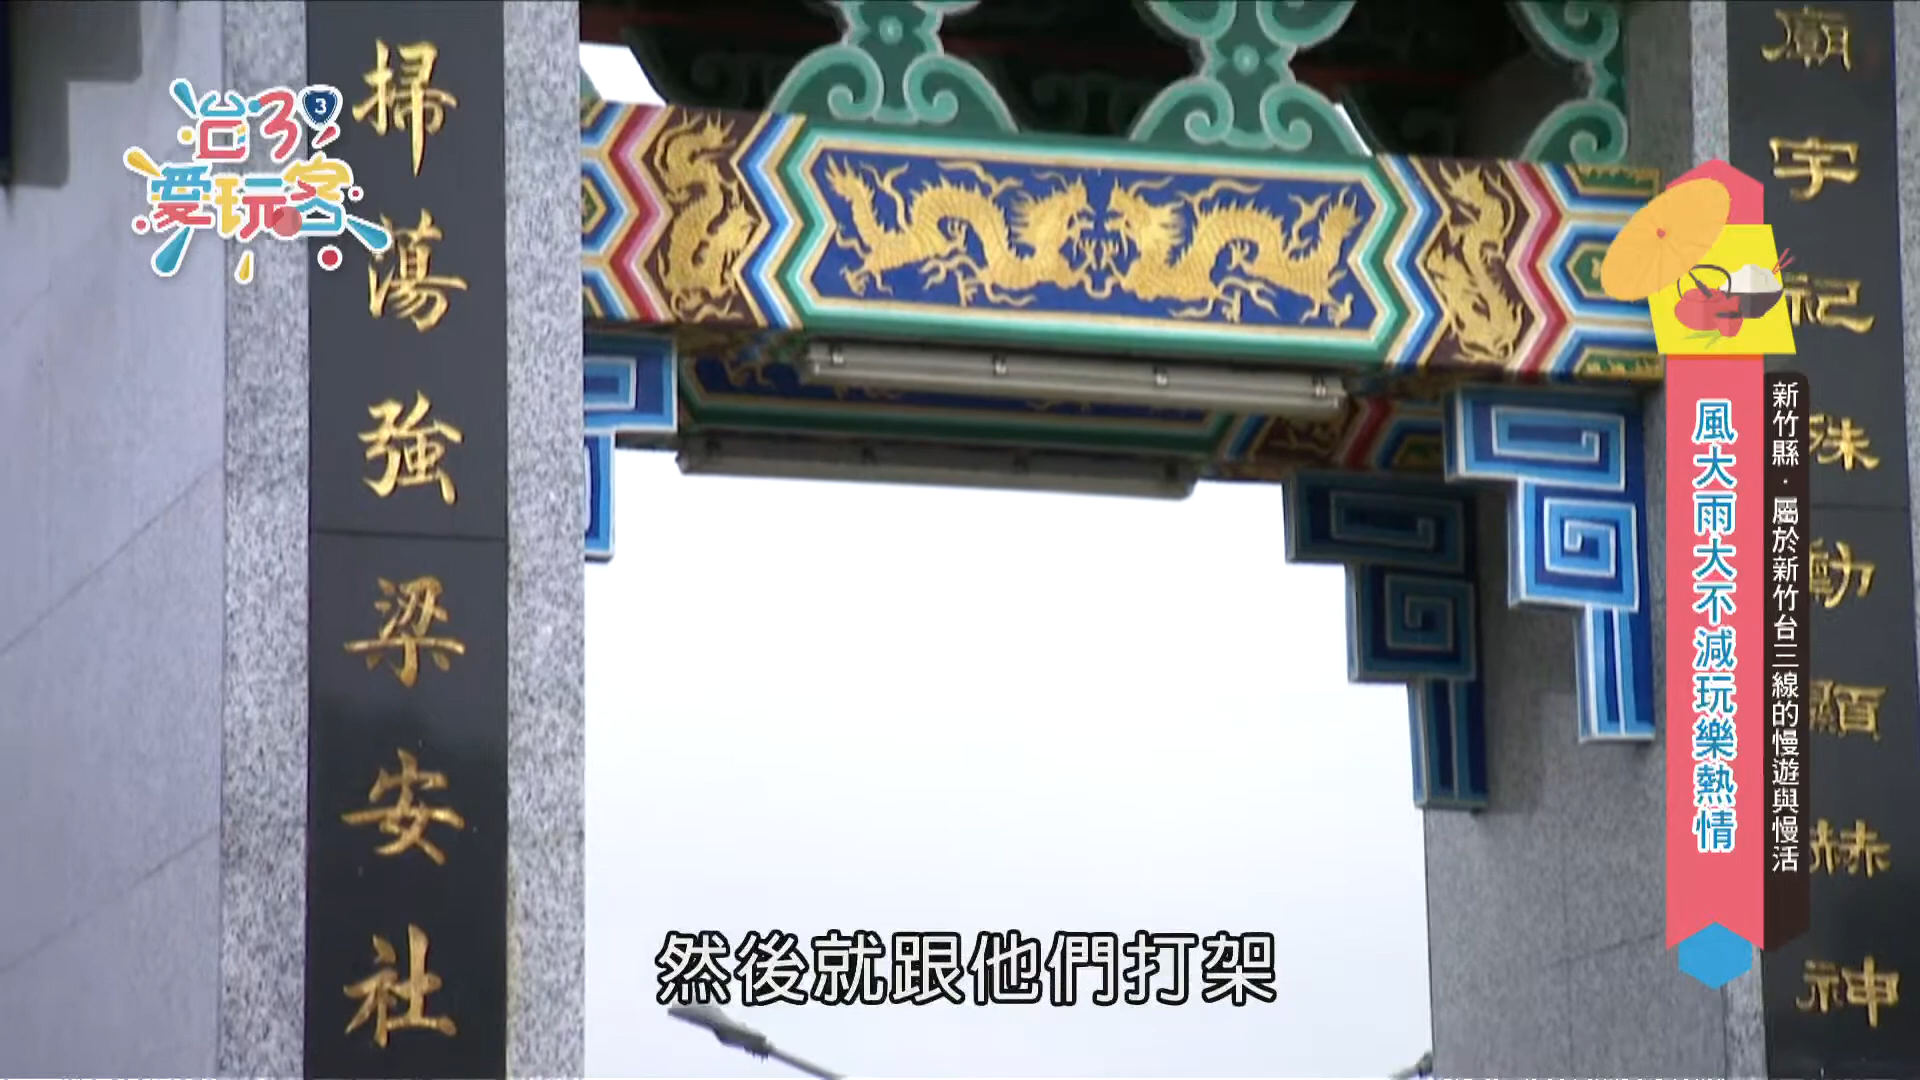 台3
愛玩客
掃蕩強梁安社
廟宇祀殊勳顯赫神
新竹縣·屬於新竹台三線的慢遊與慢活
風大雨大不減玩樂熱情
然後就跟他們打架